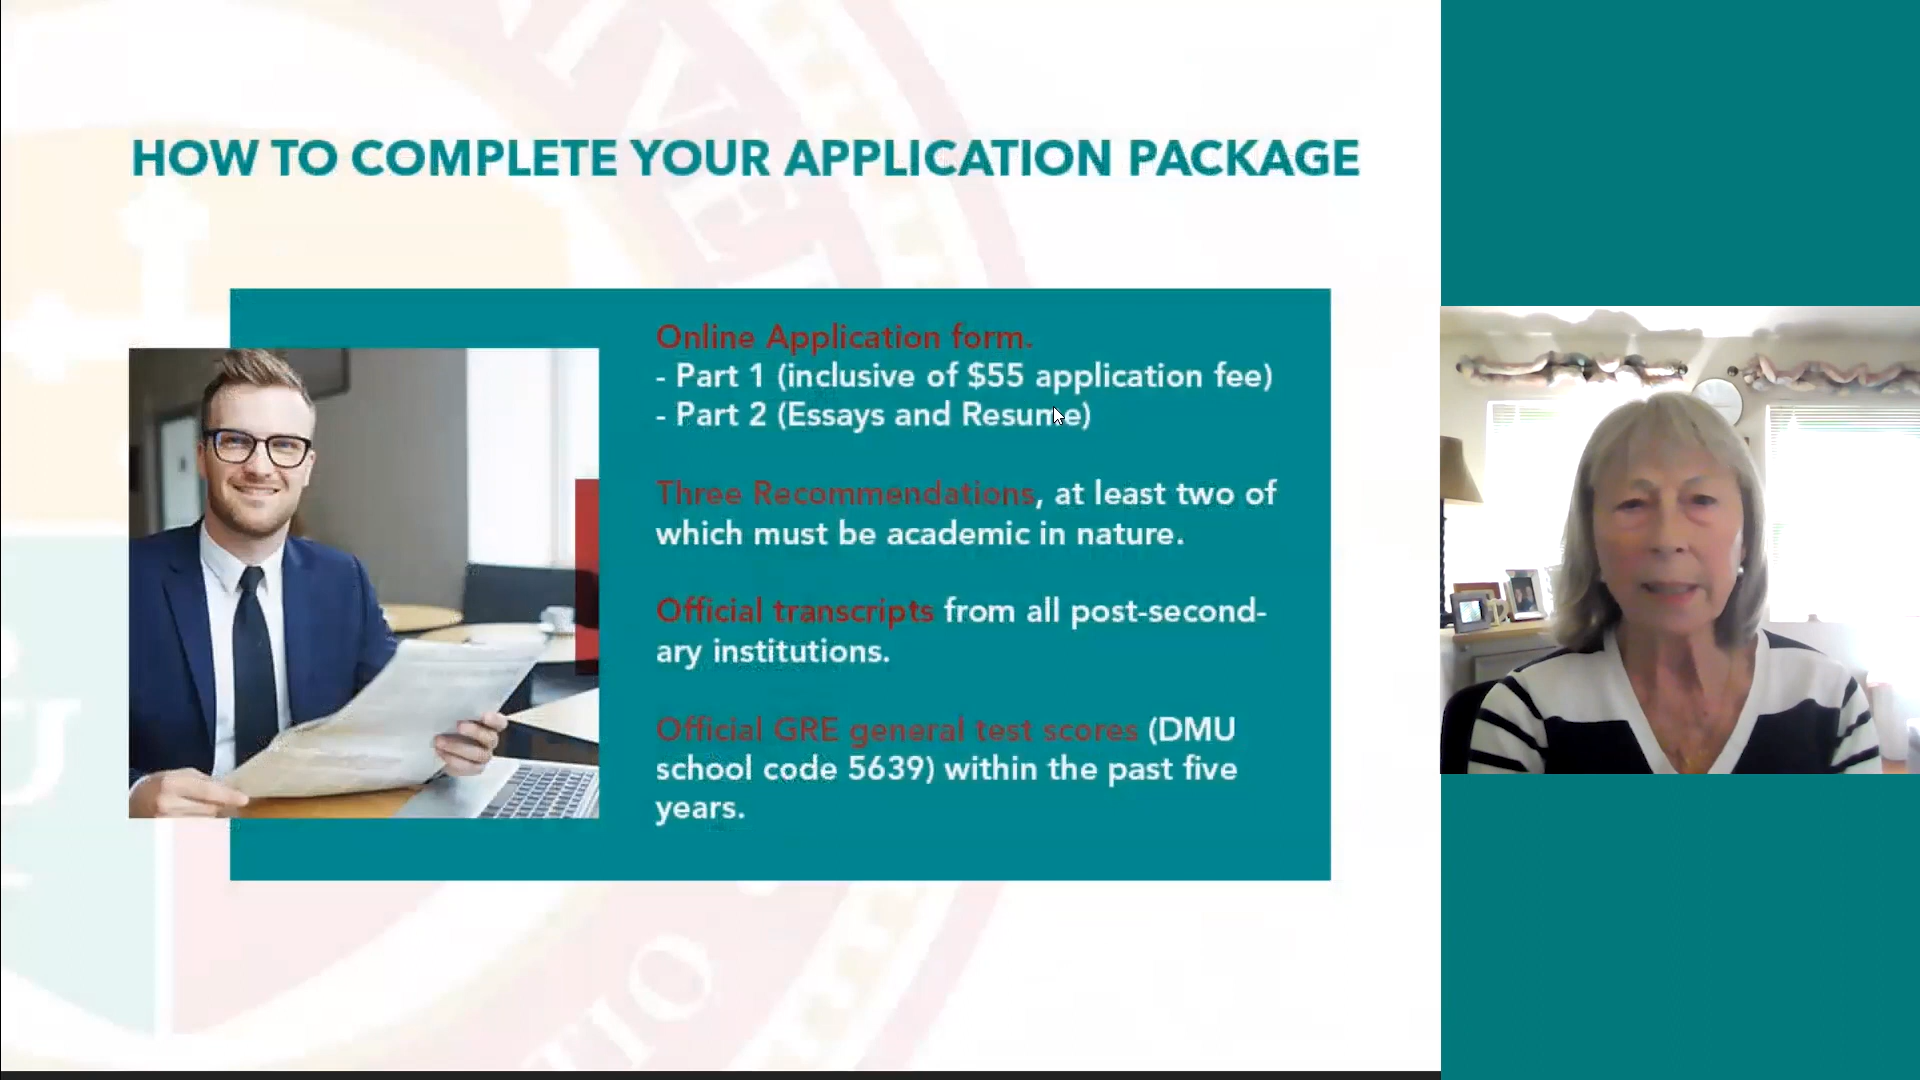 HOW TO COMPLETE YOUR APPLICATION PACKAGE
Online Application form.
- Part 1 (inclusive of $55 application fee)
- Part 2 (Essays and Resume)
Three Recommendations, at least two of
which must be academic in nature.
Official transcripts from all post-second-
ary institutions.
Official GRE general test scores (DMU
school code 5639) within the past five
years.